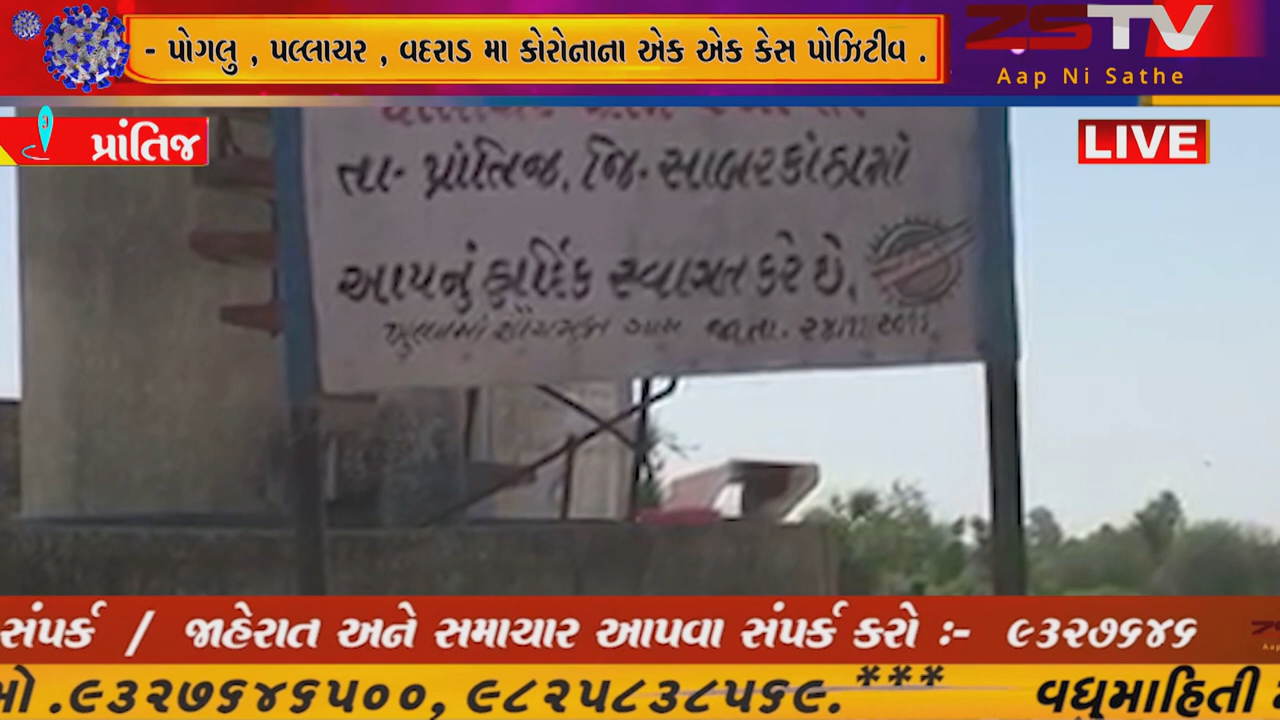 - પોગલુ , પલ્લાચર , વદરાડ મા કોરોનાના એક એક કેસ પોઝિટીવ .
ZSTV
Aap Ni Sathe
પ્રાંતિજ
LIVE
તા- પ્રાંતિજ. જિ- સાબરકાંઠામાં
આપનું હાર્દિક સ્વાગત કરે છે.
સંપર્ક / જાહેરાત અને સમાચાર આપવા સંપર્ક કરો :- ૯૩૨૭૬૪૬
.૯૩૨૭૬૪૬૫૦૦, ૯૮૨૫૮૩૮૫૬૯. *** વધુમાહિતી